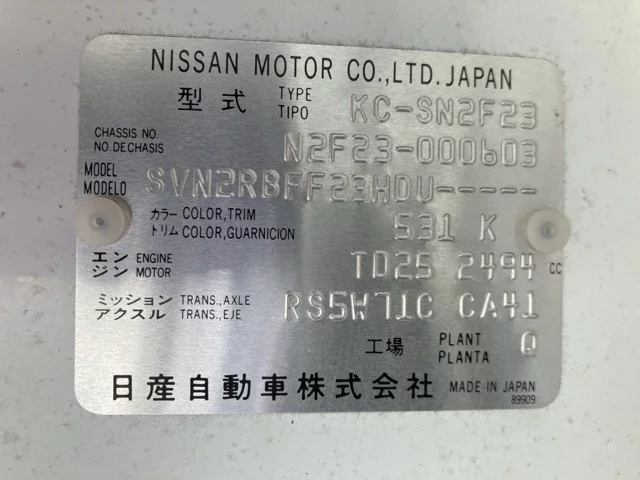 NISSAN MOTOR CO.,LTD.JAPAN
型式 TYPE TIPO KC-SN2F23
CHASSIS NO. NO.DECHASIS N2F23-000603
MODEL MODELO SVN2RBFF23HDU-----
カラー COLOR,TRIM
トリム COLOR,GUARNICION 531 K
エンジン ENGINE MOTOR TD25 2494 CC
ミッション TRANS.,AXLE
アクスル TRANS.,EJE RS5W71C CA41
工場 PLANT PLANTA Q
日産自動車株式会社 MADE IN JAPAN
89909